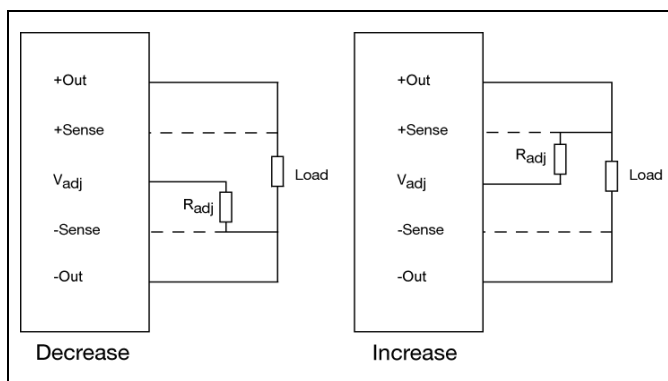 +Out
+Sense
Vadj
Radj
-Sense
-Out
Load
Decrease
+Out
+Sense
Radj
Vadj
-Sense
-Out
Load
Increase